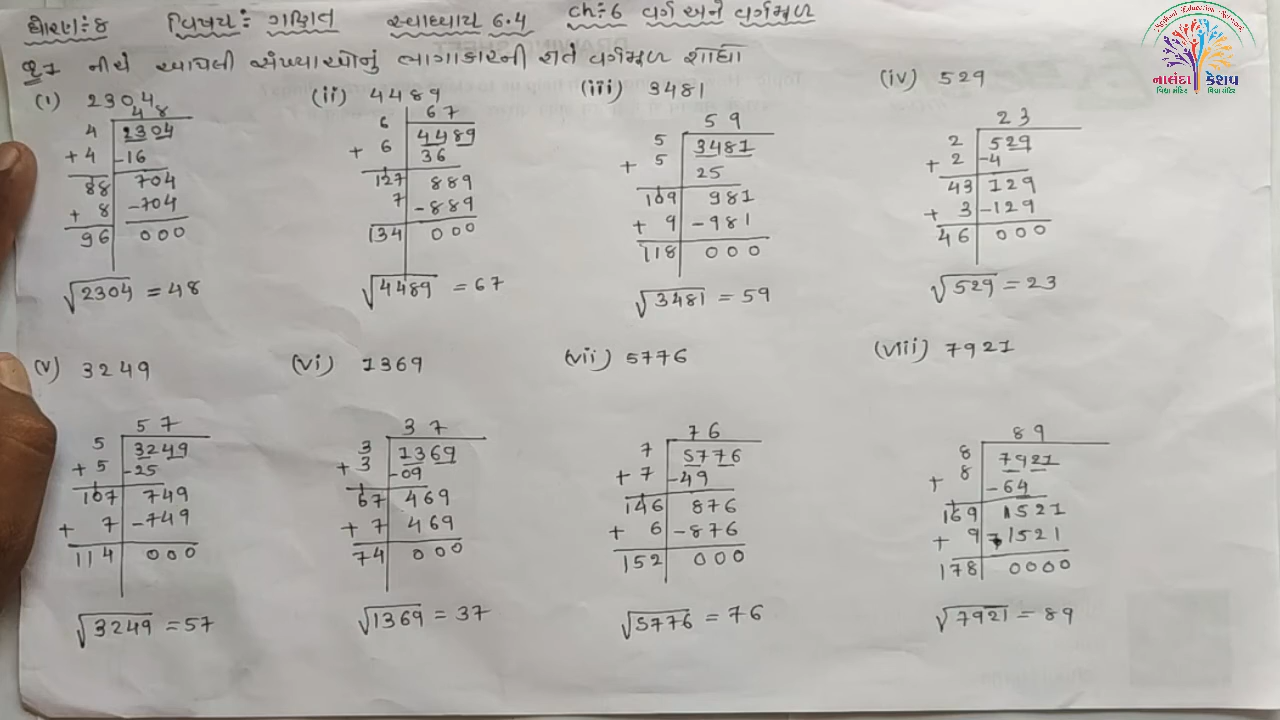 ધોરણ: ૮ વિષય: ગણિત સ્વાધ્યાય 6.4 ch: 6 વર્ગ અને વર્ગમૂળ
નીચે આપેલી સંખ્યાઓનું ભાગાકારની રીતે વર્ગમૂળ શોધો
નાલંદા કેશવ
વિદ્યા મંદિર વિદ્યા મંદિર
(i) 2304 (ii) 4489 (iii) 3481 (iv) 529
48 67 59 23
4 2304 6 4489 5 3481 2 529
+ 4 -16 + 6 36 + 5 25 + 2 -4
88 704 127 889 109 981 43 129
+ 8 -704 7 -889 + 9 -981 + 3 -129
96 000 134 000 118 000 46 000
√2304 = 48 √4489 = 67 √3481 = 59 √529 = 23
(v) 3249 (vi) 1369 (vii) 5776 (viii) 7921
57 37 76 89
5 3249 3 1369 7 5776 8 7921
+ 5 -25 + 3 -09 + 7 -49 + 8 -64
107 749 67 469 146 876 169 1521
+ 7 -749 + 7 469 + 6 -876 + 9 1521
114 000 74 000 152 000 178 0000
√3249 = 57 √1369 = 37 √5776 = 76 √7921 = 89